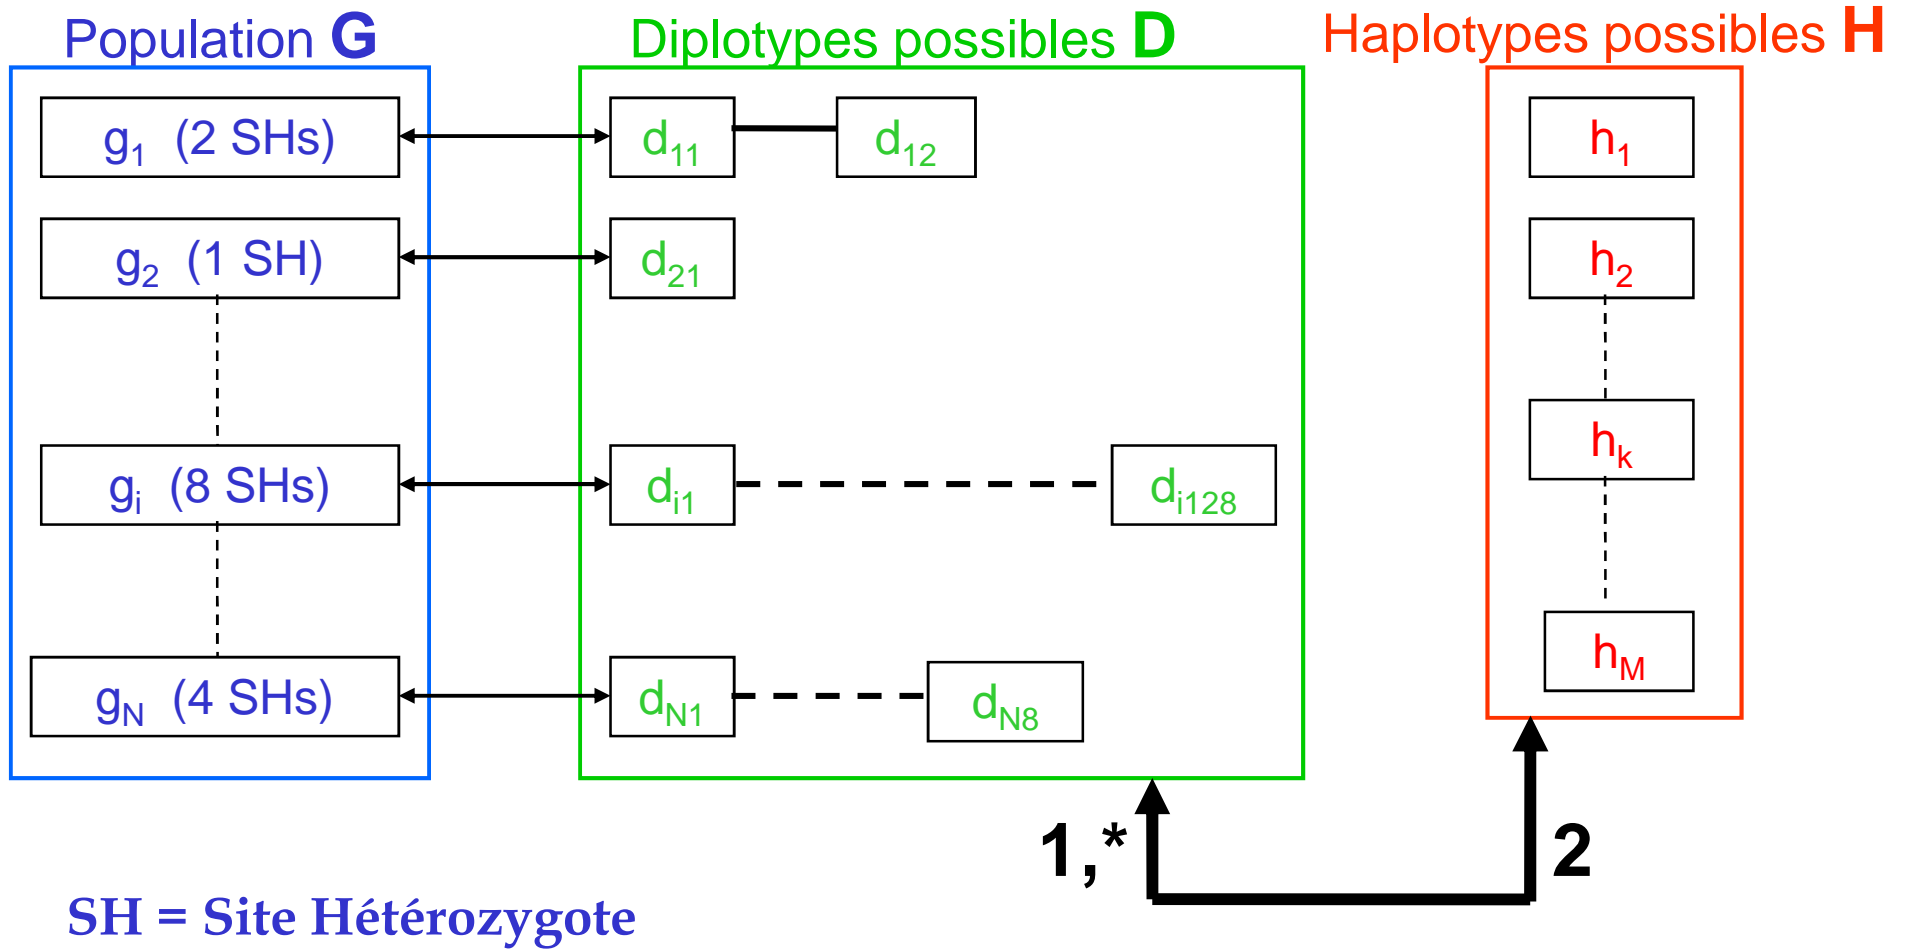 Population G
Diplotypes possibles D
Haplotypes possibles H
g1 (2 SHs)
d11
d12
h1
g2 (1 SH)
d21
h2
gi (8 SHs)
di1
di128
hk
gN (4 SHs)
dN1
dN8
hM
1,*
2
SH = Site Hétérozygote